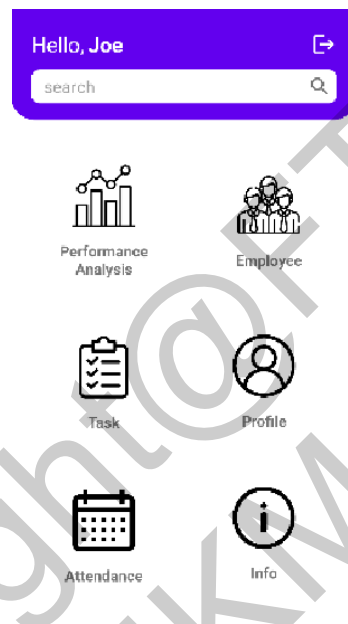 Hello, Joe
search
Performance
Analysis
Employee
Task
Profile
Attendance
Info